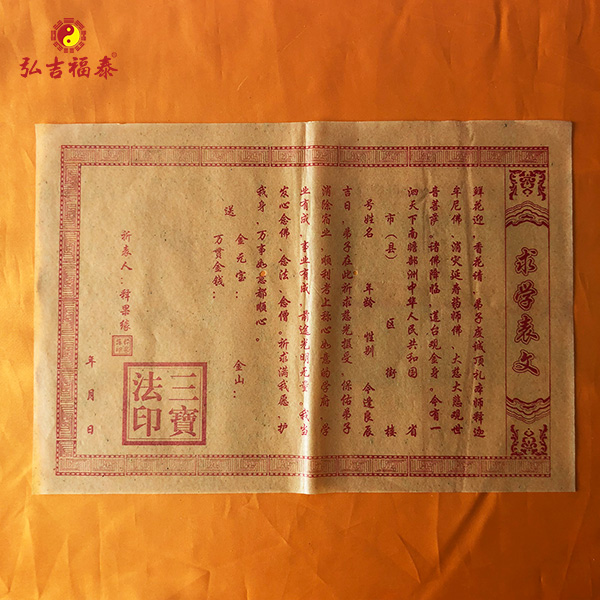 弘吉福泰®
求学表文
鲜花迎，香花请，弟子虔诚顶礼本师释迦
牟尼佛、消灾延寿药师佛、大慈大悲观世
音菩萨，诸佛降临，道台观金身。今有一
泗天下南瞻部洲中华人民共和国 省
市（县） 区 街 楼
号姓名 年龄 性别 今逢良辰
吉日，弟子在此祈求慈光摄受，保佑弟子
消除宿业，顺利考上称心如意的学府，学
业有成，事业有成，前途光明无量。我当
发心念佛、念法、念僧。祈求满我愿，护
我身，万事如意都顺心。
送 金元宝： 金山：
万贯金钱：
祈表人：释果缘
年 月 日
三寳
法印